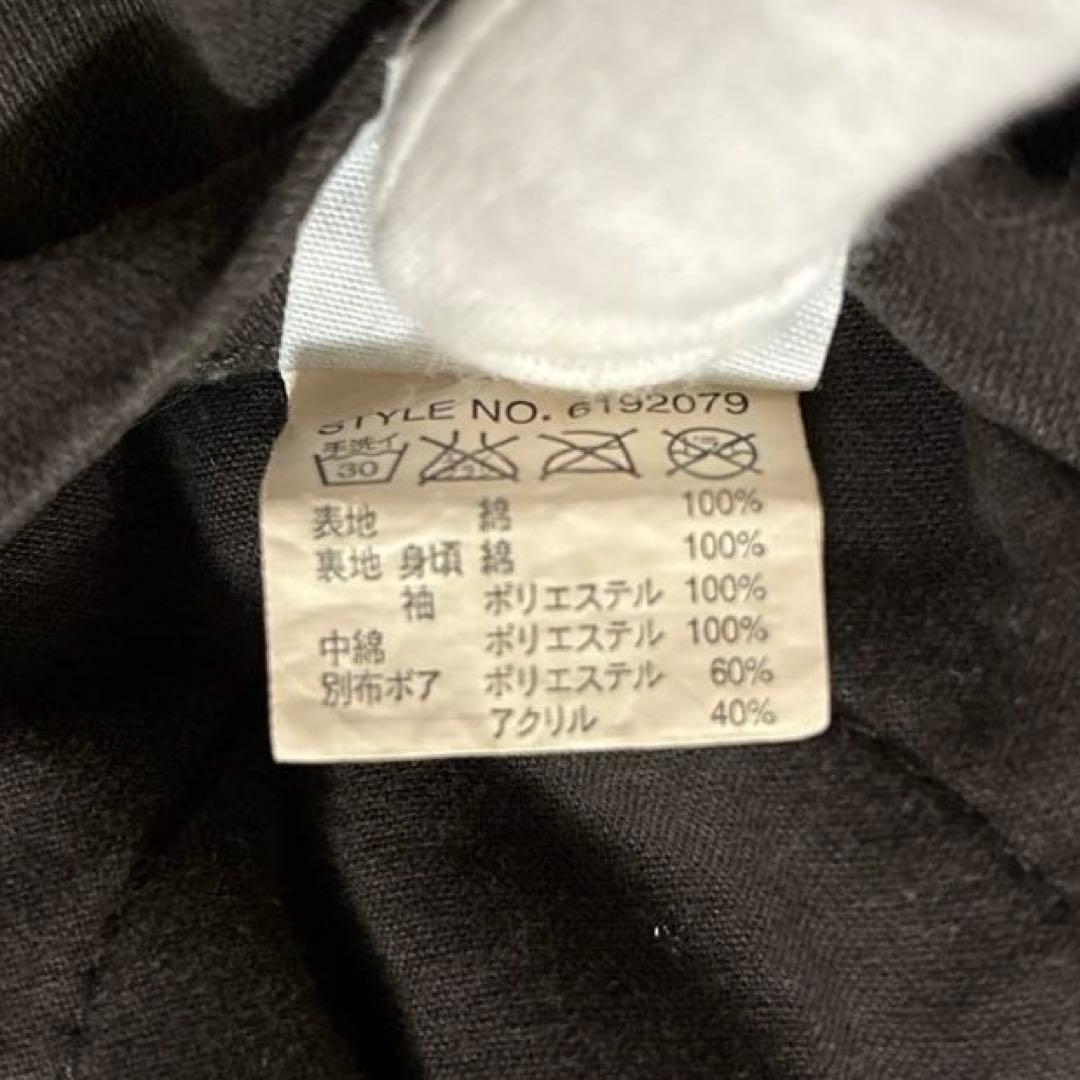 STYLE NO. 6192079
手洗イ
30
表地 綿 100%
裏地 身頃 綿 100%
袖 ポリエステル 100%
中綿 ポリエステル 100%
別布ボア ポリエステル 60%
アクリル 40%